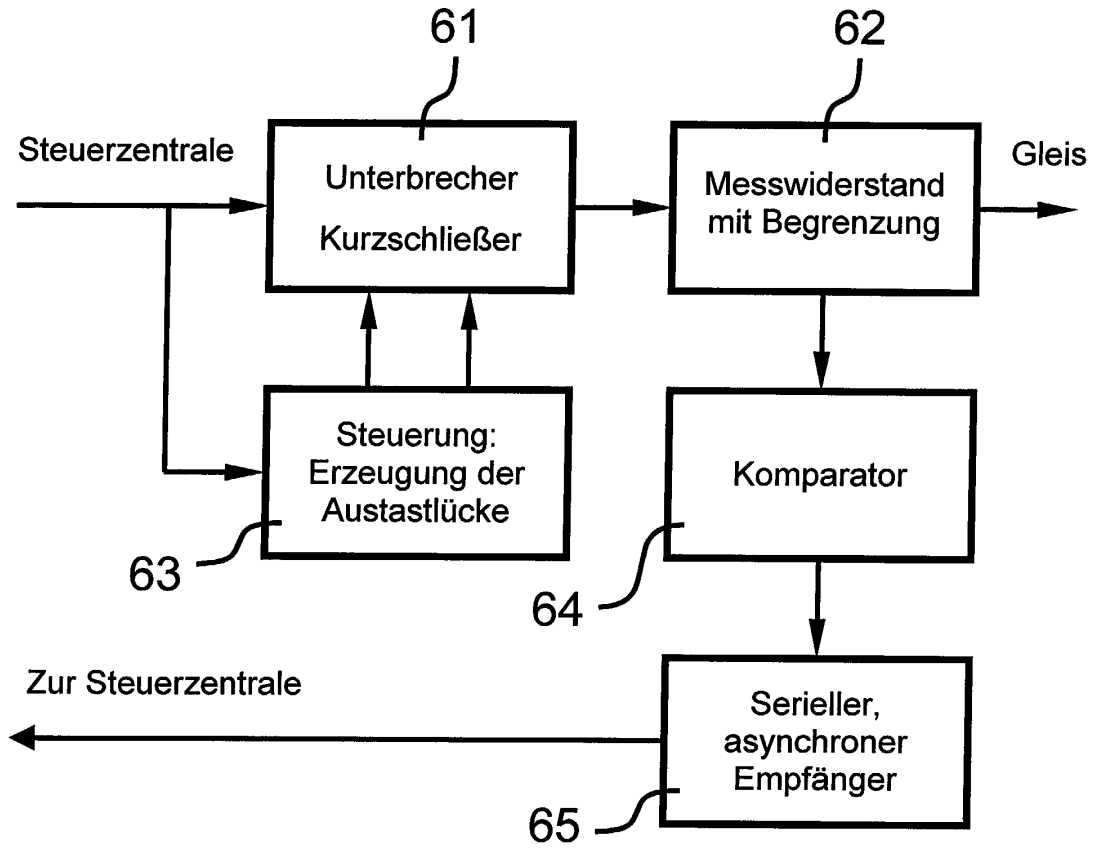 61
62
Steuerzentrale
Unterbrecher
Kurzschließer
Messwiderstand
mit Begrenzung
Gleis
Steuerung:
Erzeugung der
Austastlücke
63
Komparator
64
Zur Steuerzentrale
Serieller,
asynchroner
Empfänger
65